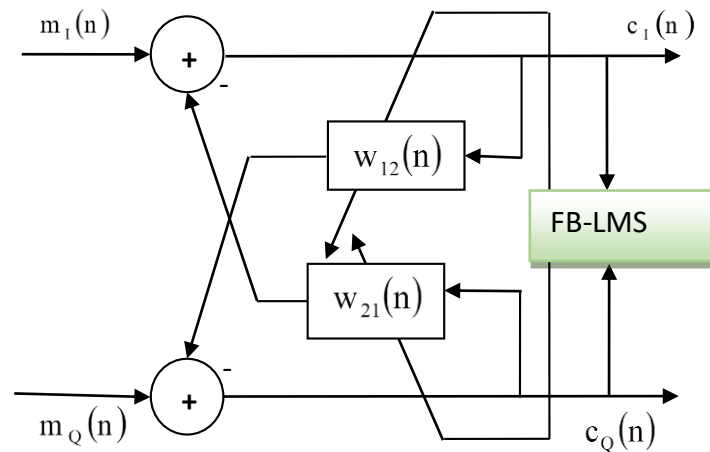 m_I(n)
c_I(n)
+
-
w_12(n)
FB-LMS
w_21(n)
-
+
m_Q(n)
c_Q(n)